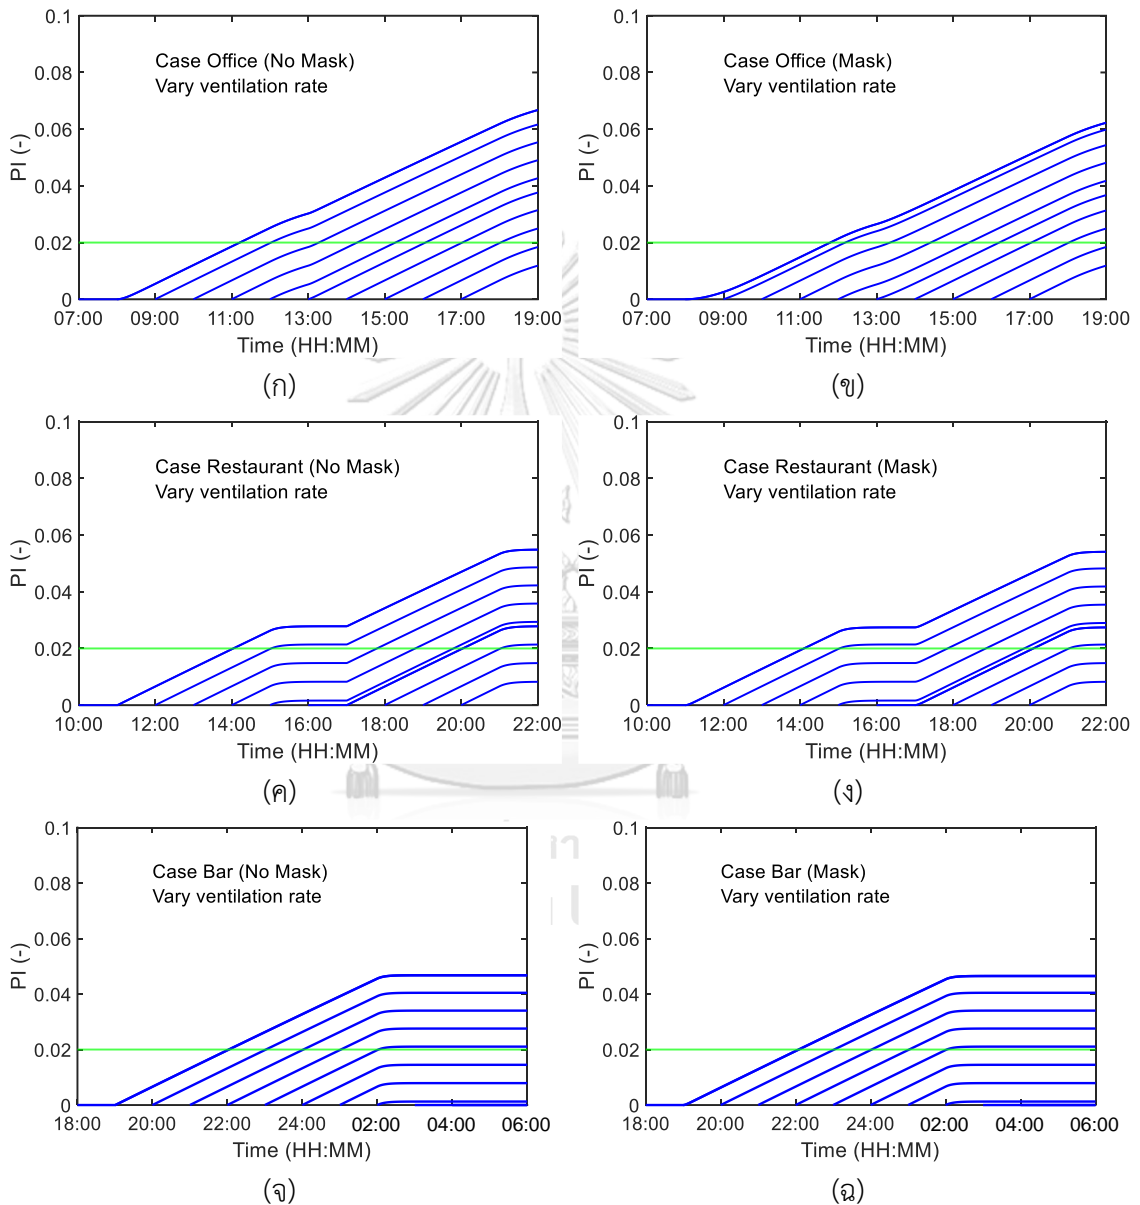 0.1
0.08
0.06
0.04
0.02
0
PI (-)
Case Office (No Mask)
Vary ventilation rate
07:00 09:00 11:00 13:00 15:00 17:00 19:00
Time (HH:MM)
(ก)
0.1
0.08
0.06
0.04
0.02
0
PI (-)
Case Office (Mask)
Vary ventilation rate
07:00 09:00 11:00 13:00 15:00 17:00 19:00
Time (HH:MM)
(ข)
0.1
0.08
0.06
0.04
0.02
0
PI (-)
Case Restaurant (No Mask)
Vary ventilation rate
10:00 12:00 14:00 16:00 18:00 20:00 22:00
Time (HH:MM)
(ค)
0.1
0.08
0.06
0.04
0.02
0
PI (-)
Case Restaurant (Mask)
Vary ventilation rate
10:00 12:00 14:00 16:00 18:00 20:00 22:00
Time (HH:MM)
(ง)
0.1
0.08
0.06
0.04
0.02
0
PI (-)
Case Bar (No Mask)
Vary ventilation rate
18:00 20:00 22:00 24:00 02:00 04:00 06:00
Time (HH:MM)
(จ)
0.1
0.08
0.06
0.04
0.02
0
PI (-)
Case Bar (Mask)
Vary ventilation rate
18:00 20:00 22:00 24:00 02:00 04:00 06:00
Time (HH:MM)
(ฉ)